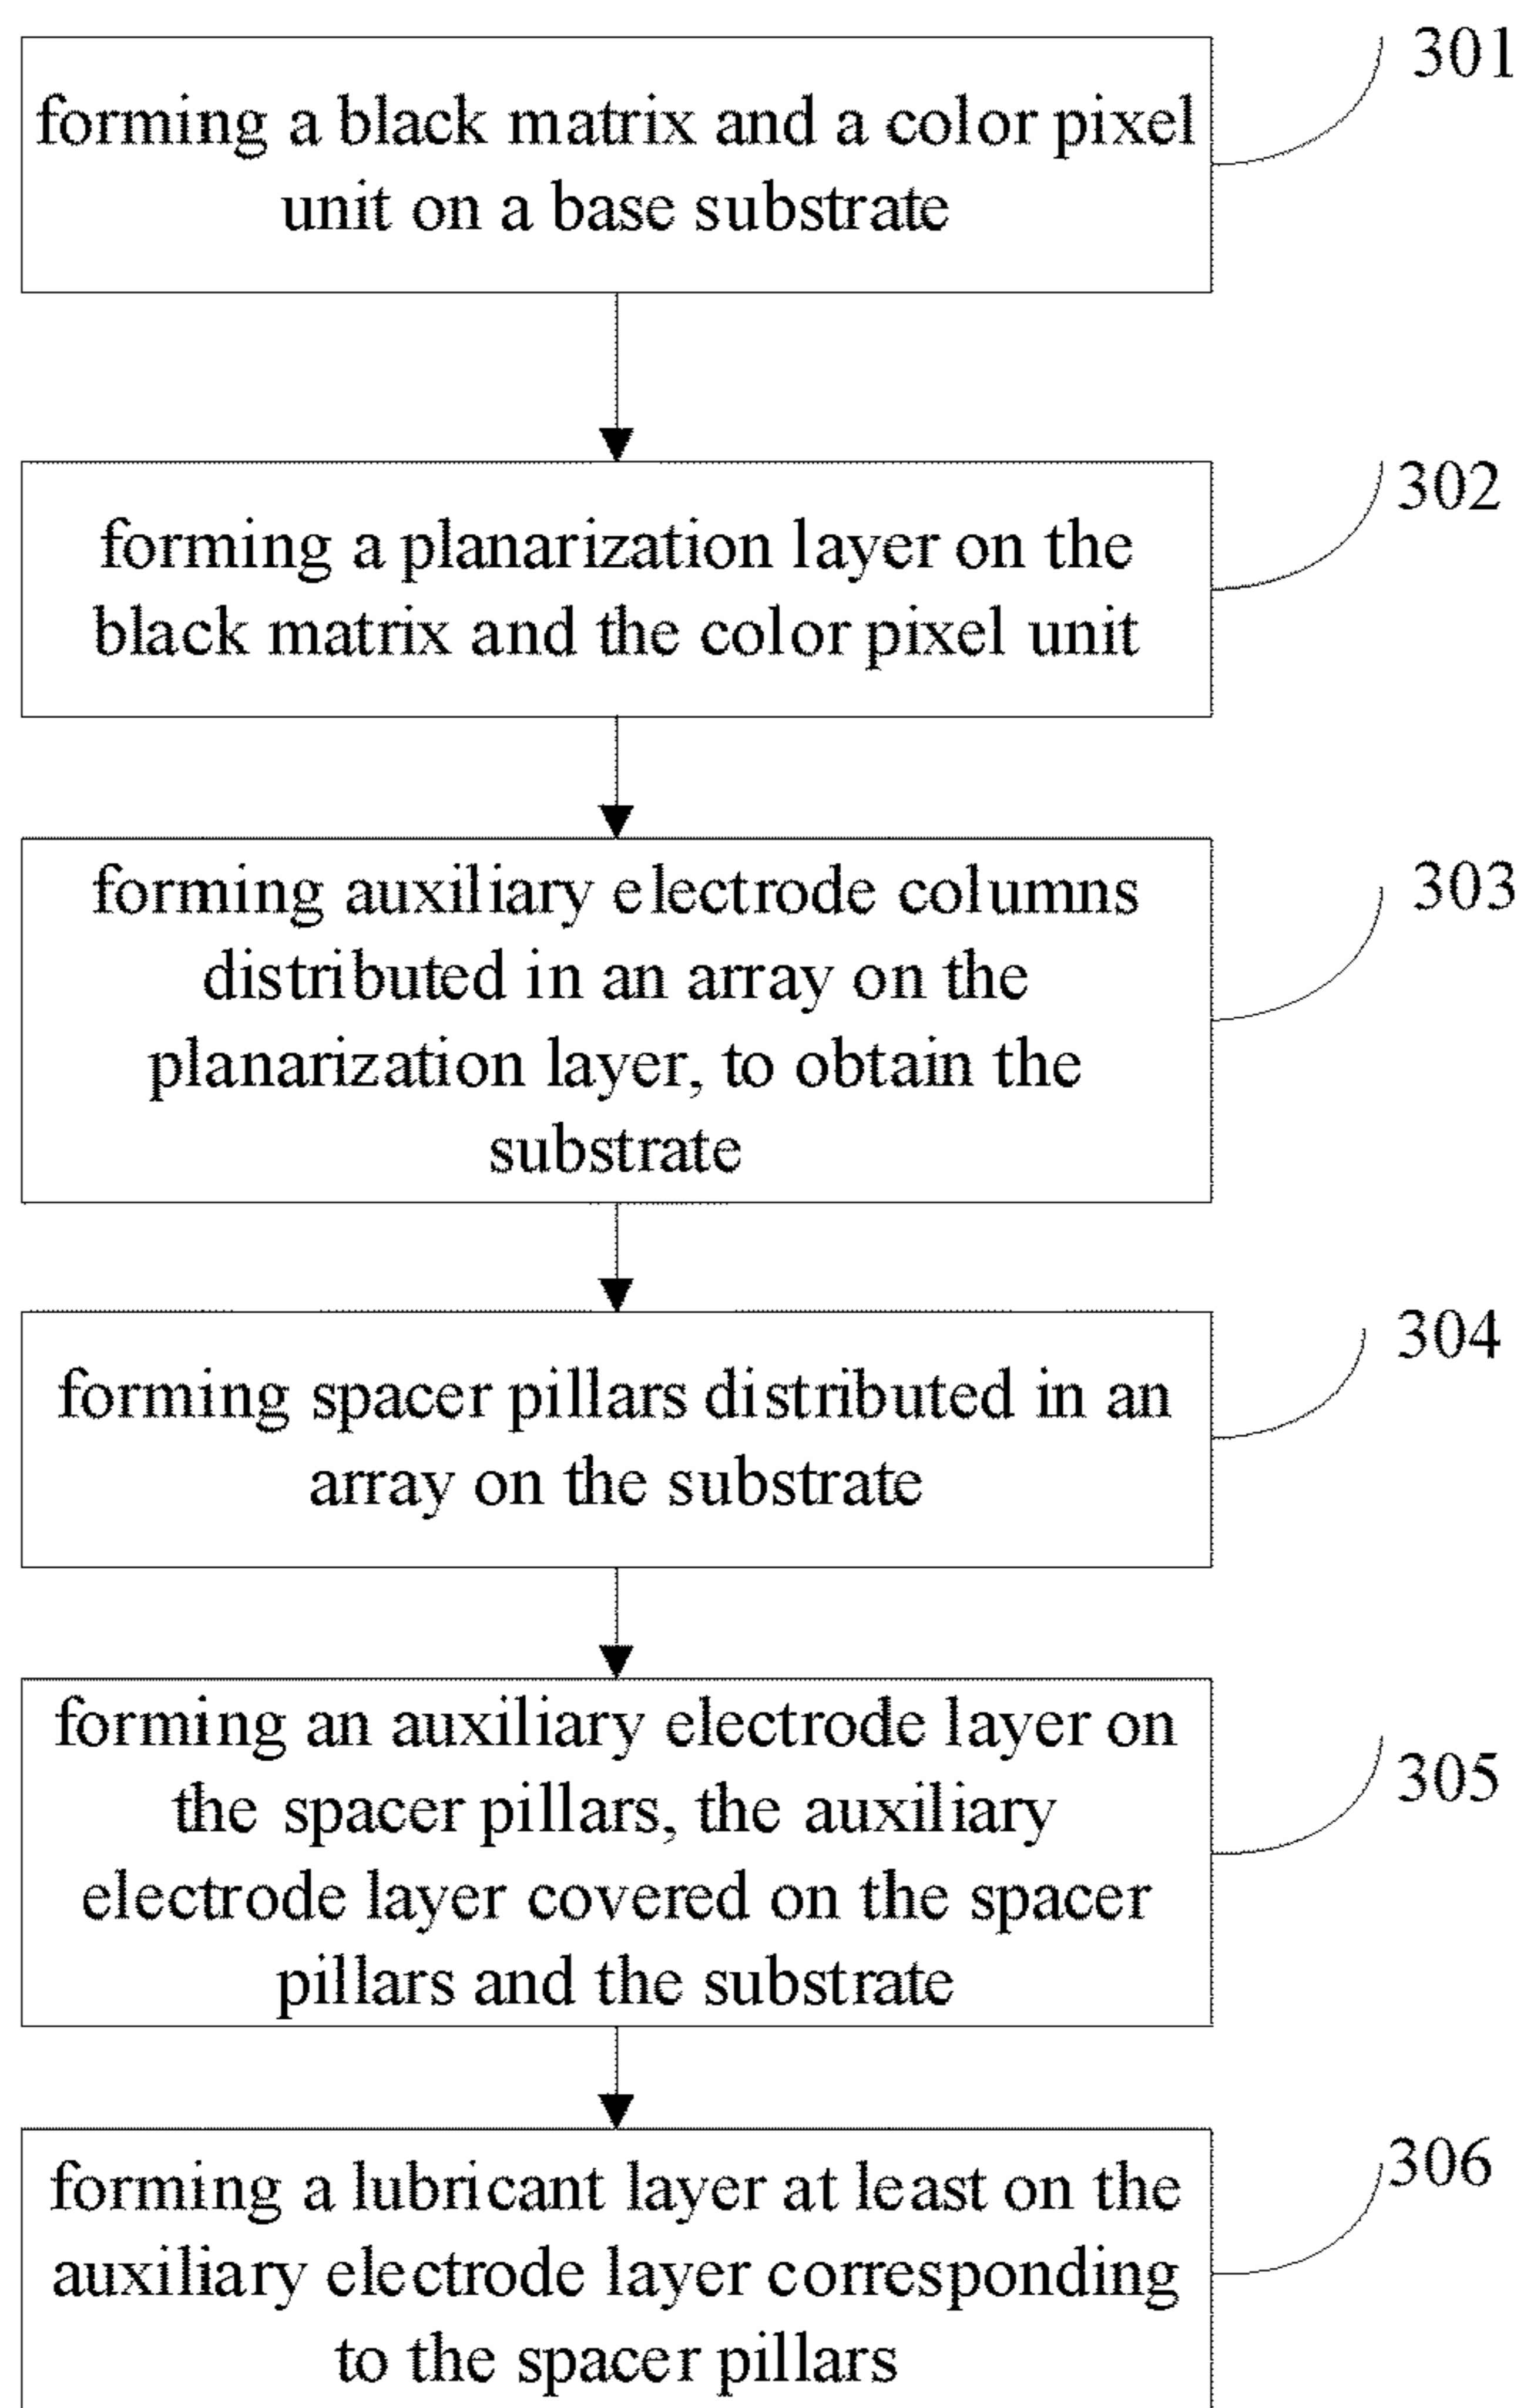 301
forming a black matrix and a color pixel
unit on a base substrate
302
forming a planarization layer on the
black matrix and the color pixel unit
303
forming auxiliary electrode columns
distributed in an array on the
planarization layer, to obtain the
substrate
304
forming spacer pillars distributed in an
array on the substrate
305
forming an auxiliary electrode layer on
the spacer pillars, the auxiliary
electrode layer covered on the spacer
pillars and the substrate
306
forming a lubricant layer at least on the
auxiliary electrode layer corresponding
to the spacer pillars